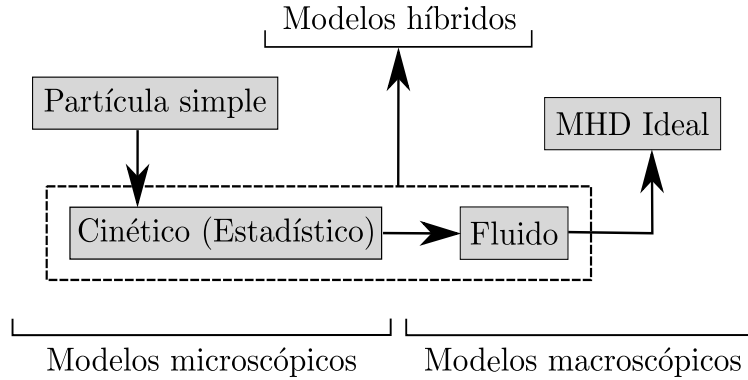 Modelos híbridos
Partícula simple
MHD Ideal
Cinético (Estadístico)
Fluido
Modelos microscópicos
Modelos macroscópicos